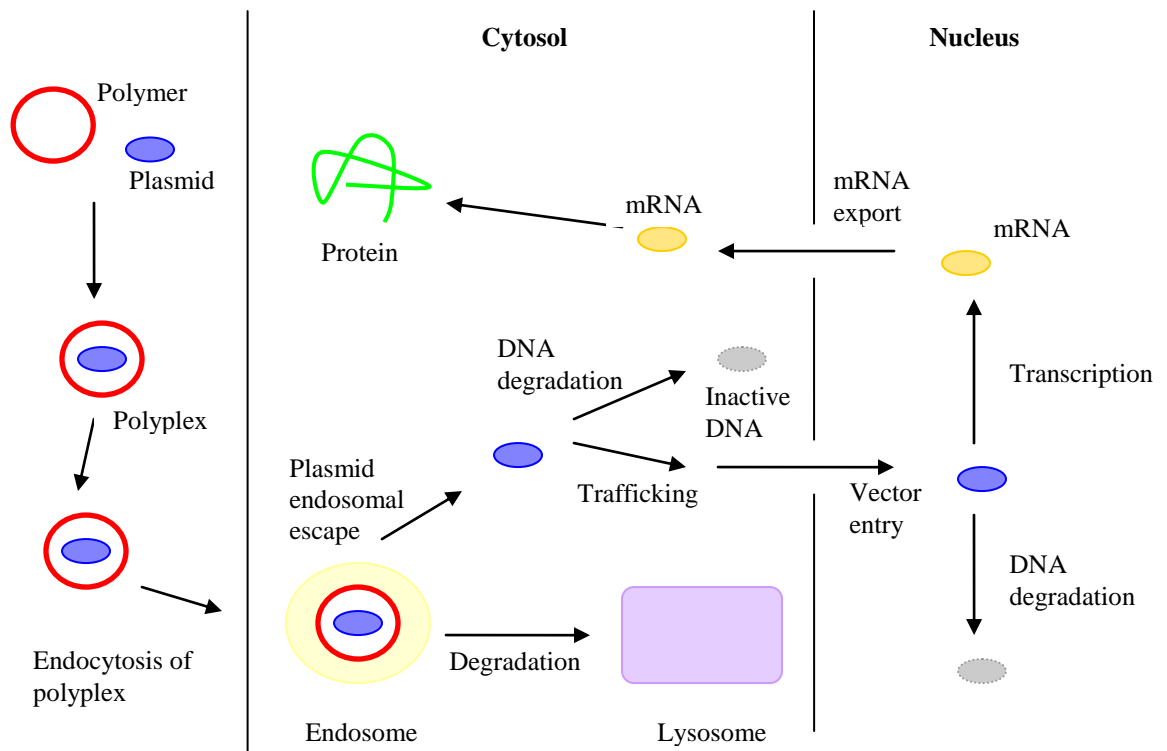 Cytosol
Nucleus
Polymer
Plasmid
Polyplex
Endocytosis of
polyplex
Protein
mRNA
mRNA
export
mRNA
DNA
degradation
Inactive
DNA
Transcription
Plasmid
endosomal
escape
Trafficking
Vector
entry
DNA
degradation
Degradation
Endosome
Lysosome